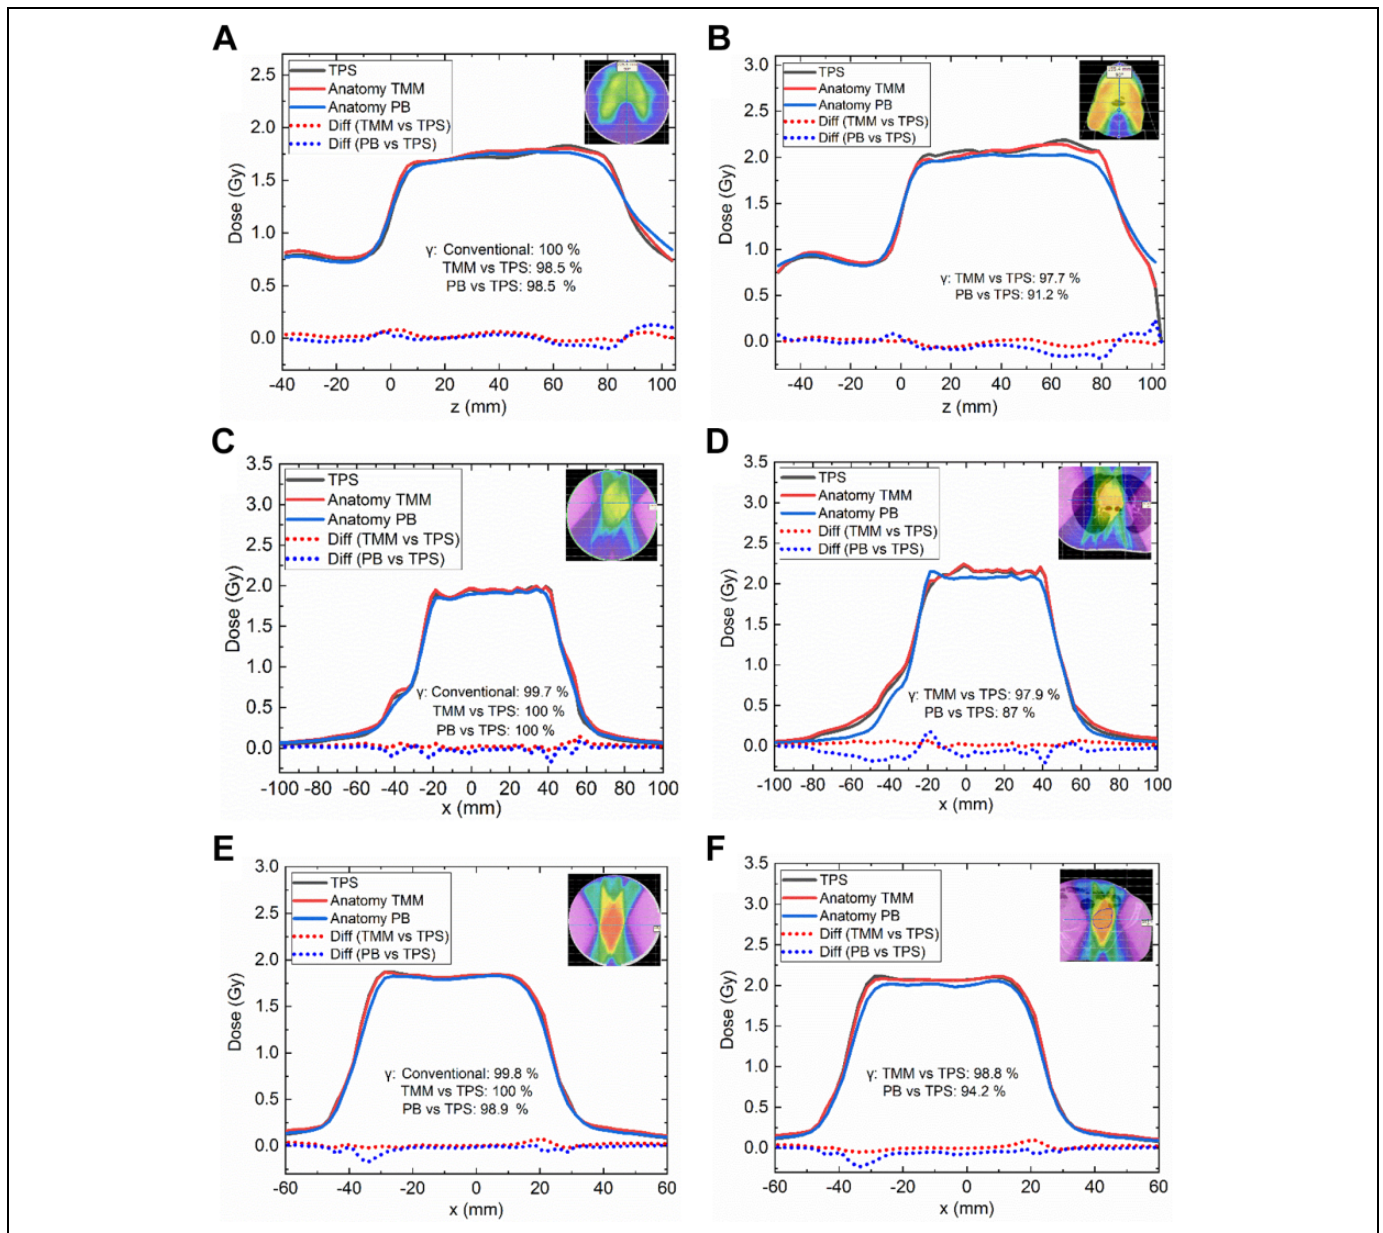 A
TPS
Anatomy TMM
Anatomy PB
Diff (TMM vs TPS)
Diff (PB vs TPS)
γ: Conventional: 100 %
TMM vs TPS: 98.5 %
PB vs TPS: 98.5 %
Dose (Gy)
2.5
2.0
1.5
1.0
0.5
0.0
-40 -20 0 20 40 60 80 100
z (mm)
B
TPS
Anatomy TMM
Anatomy PB
Diff (TMM vs TPS)
Diff (PB vs TPS)
γ: TMM vs TPS: 97.7 %
PB vs TPS: 91.2 %
Dose (Gy)
3.0
2.5
2.0
1.5
1.0
0.5
0.0
-40 -20 0 20 40 60 80 100
z (mm)
C
TPS
Anatomy TMM
Anatomy PB
Diff (TMM vs TPS)
Diff (PB vs TPS)
γ: Conventional: 99.7 %
TMM vs TPS: 100 %
PB vs TPS: 100 %
Dose (Gy)
3.5
3.0
2.5
2.0
1.5
1.0
0.5
0.0
-100 -80 -60 -40 -20 0 20 40 60 80 100
x (mm)
D
TPS
Anatomy TMM
Anatomy PB
Diff (TMM vs TPS)
Diff (PB vs TPS)
γ: TMM vs TPS: 97.9 %
PB vs TPS: 87 %
Dose (Gy)
3.5
3.0
2.5
2.0
1.5
1.0
0.5
0.0
-100 -80 -60 -40 -20 0 20 40 60 80 100
x (mm)
E
TPS
Anatomy TMM
Anatomy PB
Diff (TMM vs TPS)
Diff (PB vs TPS)
γ: Conventional: 99.8 %
TMM vs TPS: 100 %
PB vs TPS: 98.9 %
Dose (Gy)
3.0
2.5
2.0
1.5
1.0
0.5
0.0
-60 -40 -20 0 20 40 60
x (mm)
F
TPS
Anatomy TMM
Anatomy PB
Diff (TMM vs TPS)
Diff (PB vs TPS)
γ: TMM vs TPS: 98.8 %
PB vs TPS: 94.2 %
Dose (Gy)
3.5
3.0
2.5
2.0
1.5
1.0
0.5
0.0
-60 -40 -20 0 20 40 60
x (mm)